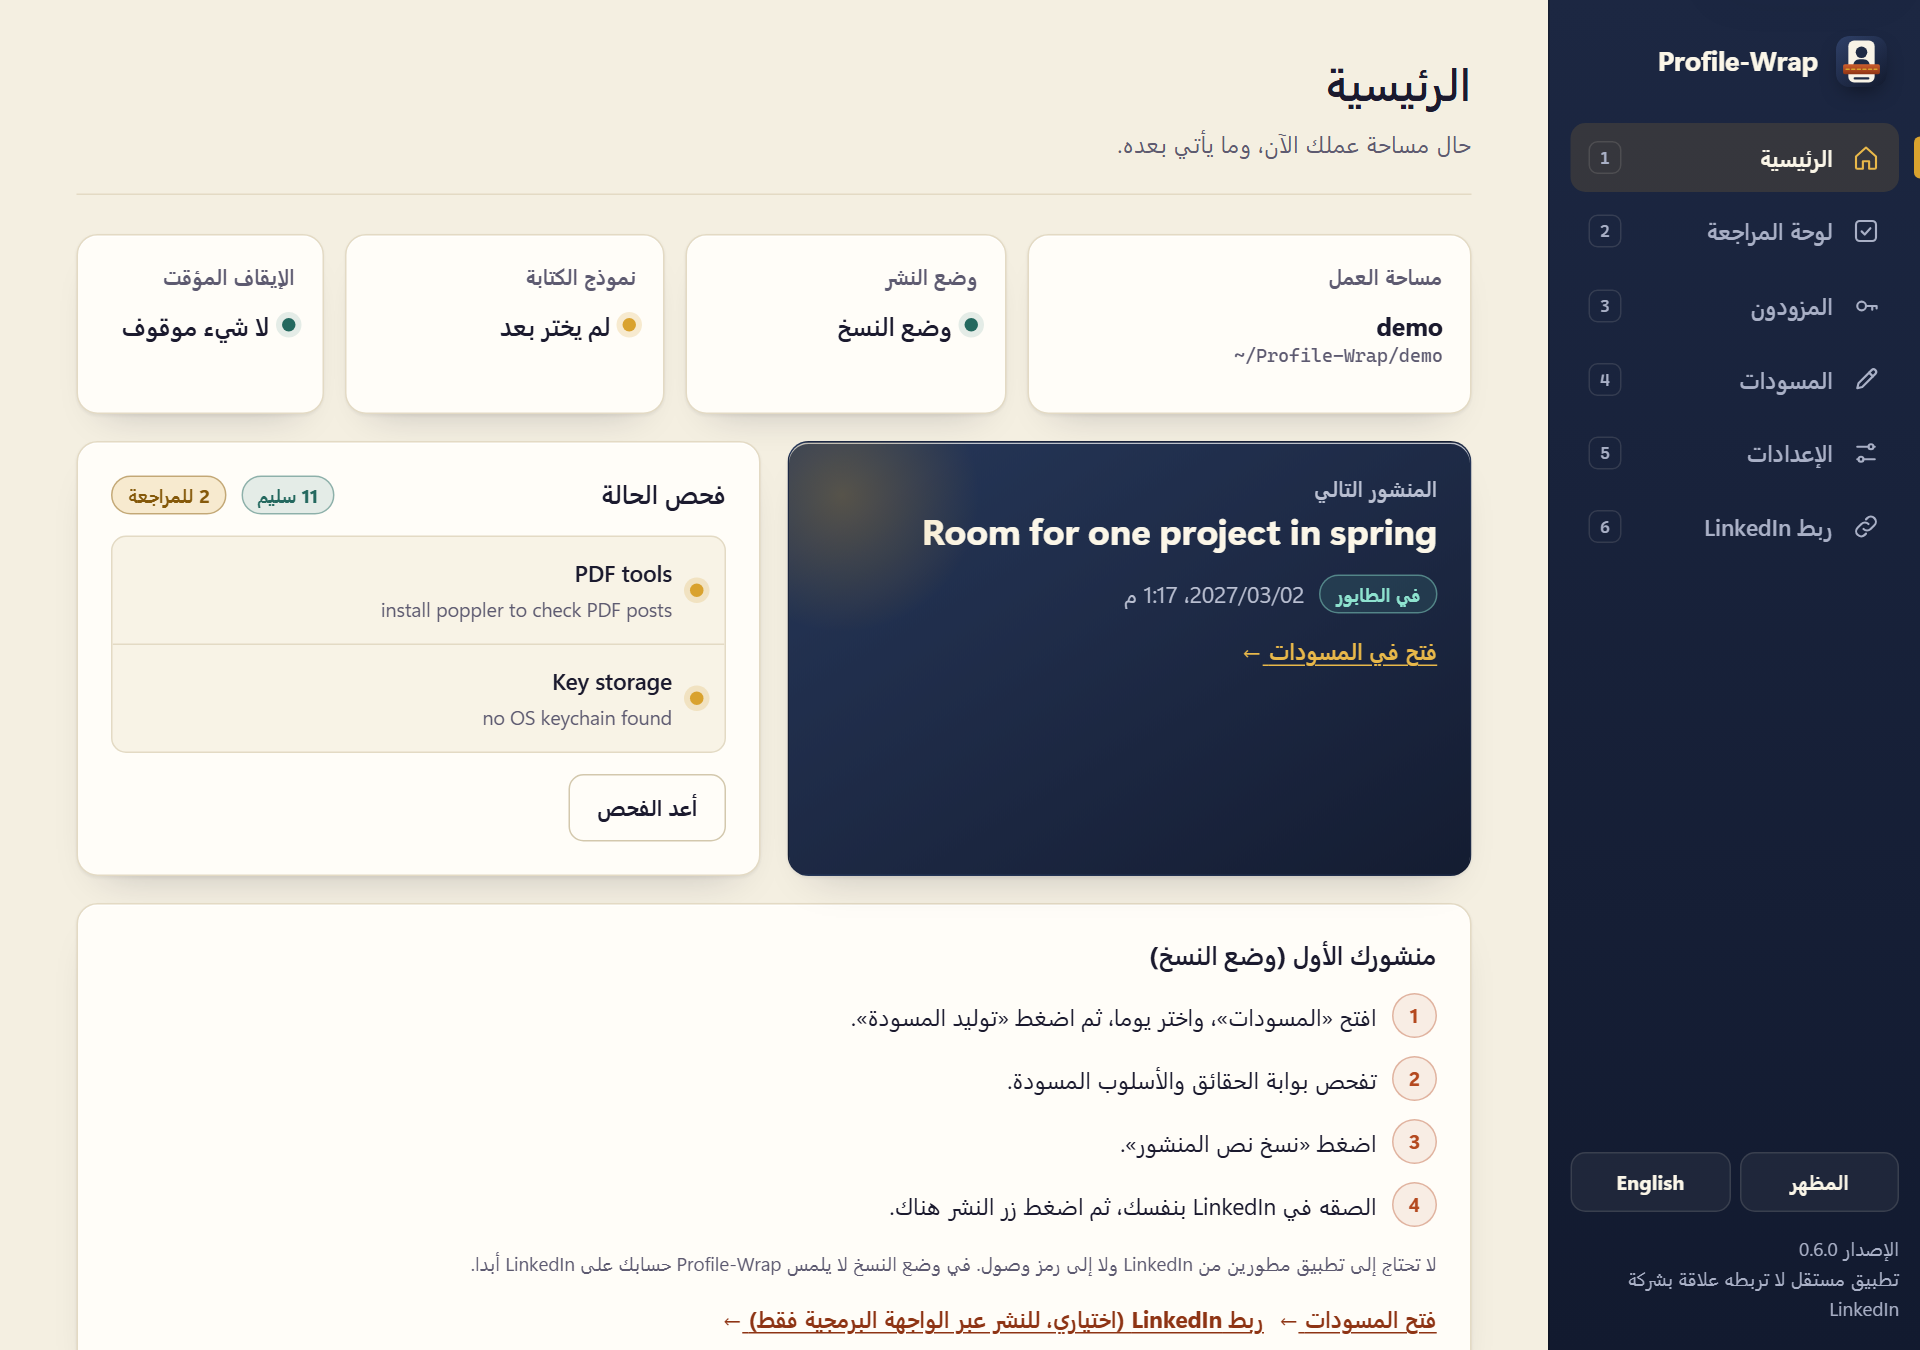 Profile-Wrap
الرئيسية 1
لوحة المراجعة 2
المزودون 3
المسودات 4
الإعدادات 5
ربط LinkedIn 6
المظهر
English
الإصدار 0.6.0
تطبيق مستقل لا تربطه علاقة بشركة
LinkedIn
الرئيسية
حال مساحة عملك الآن، وما يأتي بعده.
مساحة العمل
demo
~/Profile-Wrap/demo
وضع النشر
وضع النسخ
نموذج الكتابة
لم يختر بعد
الإيقاف المؤقت
لا شيء موقوف
المنشور التالي
Room for one project in spring
في الطابور 2027/03/02، 1:17 م
فتح في المسودات ←
فحص الحالة
11 سليم
2 للمراجعة
PDF tools
install poppler to check PDF posts
Key storage
no OS keychain found
أعد الفحص
منشورك الأول (وضع النسخ)
1 افتح «المسودات»، واختر يوما، ثم اضغط «توليد المسودة».
2 تفحص بوابة الحقائق والأسلوب المسودة.
3 اضغط «نسخ نص المنشور».
4 الصقه في LinkedIn بنفسك، ثم اضغط زر النشر هناك.
لا تحتاج إلى تطبيق مطورين من LinkedIn ولا إلى رمز وصول. في وضع النسخ لا يلمس Profile-Wrap حسابك على LinkedIn أبدا.
فتح المسودات ← ربط LinkedIn (اختياري، للنشر عبر الواجهة البرمجية فقط) ←